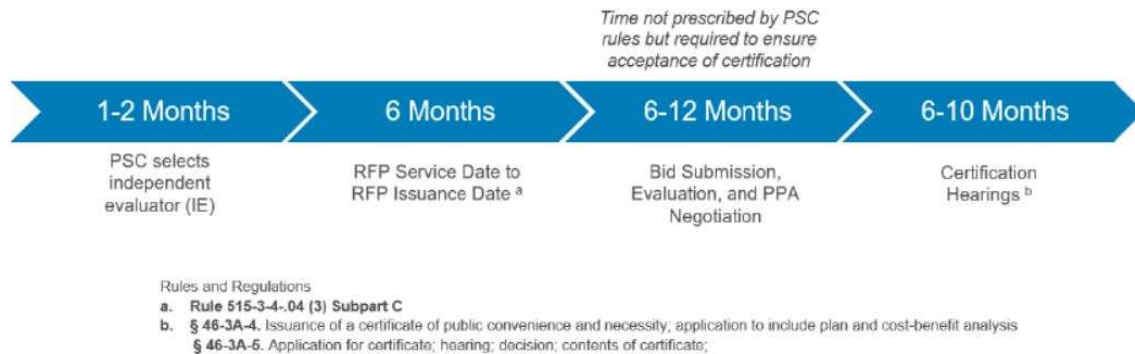 Time not prescribed by PSC
rules but required to ensure
acceptance of certification
1-2 Months
6 Months
6-12 Months
6-10 Months
PSC selects
independent
evaluator (IE)
RFP Service Date to
RFP Issuance Date a
Bid Submission,
Evaluation, and PPA
Negotiation
Certification
Hearings b
Rules and Regulations
a. Rule 515-3-4-.04 (3) Subpart C
b. § 46-3A-4. Issuance of a certificate of public convenience and necessity; application to include plan and cost-benefit analysis
§ 46-3A-5. Application for certificate; hearing; decision; contents of certificate;